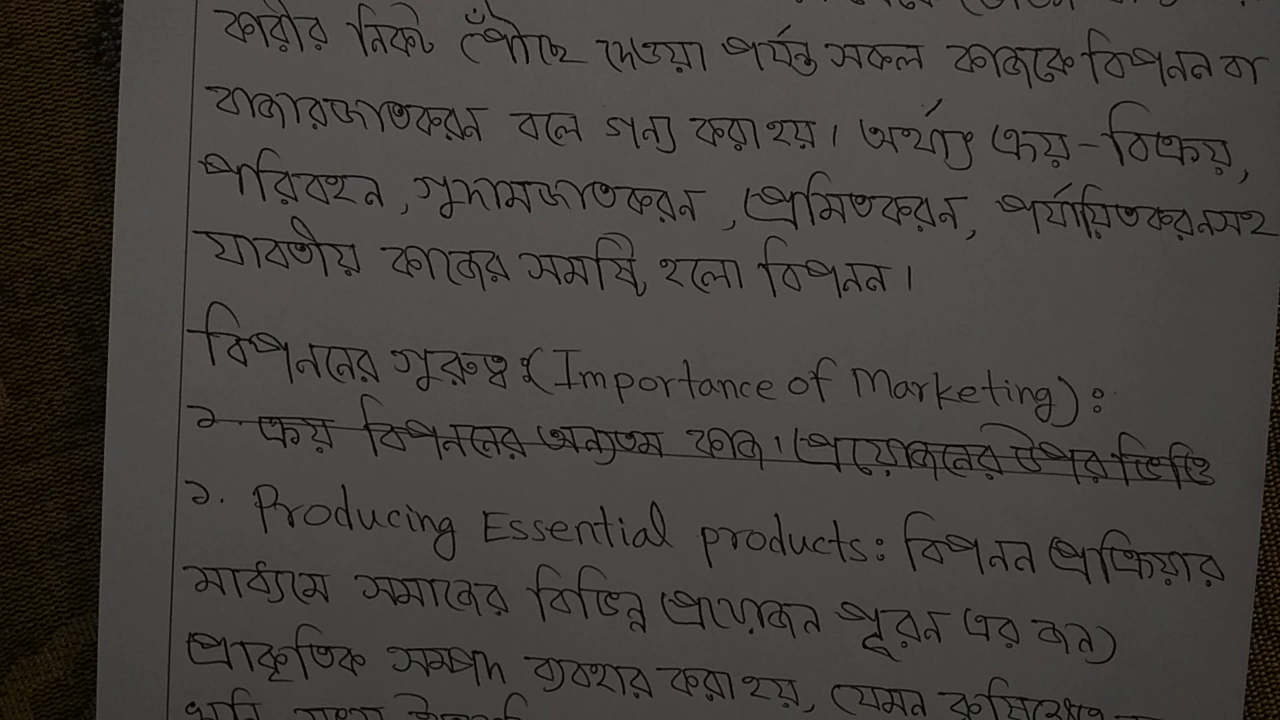 কারীর নিকট পৌঁছে দেওয়া পর্যন্ত সকল কাজকে বিপনন বা
বাজারজাতকরন বলে গন্য করা হয়। অর্থাৎ ক্রয়-বিক্রয়,
পরিবহন, গুদামজাতকরন, প্রমিতকরন, পর্যায়িতকরনসহ
যাবতীয় কাজের সমষ্টি হলো বিপনন।
বিপননের গুরুত্ব ঃ (Importance of Marketing) :
১ ক্রয় বিপননের অন্যতম কাজ। প্রয়োজনের উপর ভিত্তি
১. Producing Essential products: বিপনন প্রক্রিয়ার
মাধ্যমে সমাজের বিভিন্ন প্রয়োজন পূরন এর জন্য
প্রাকৃতিক সম্পদ ব্যবহার করা হয়, যেমন